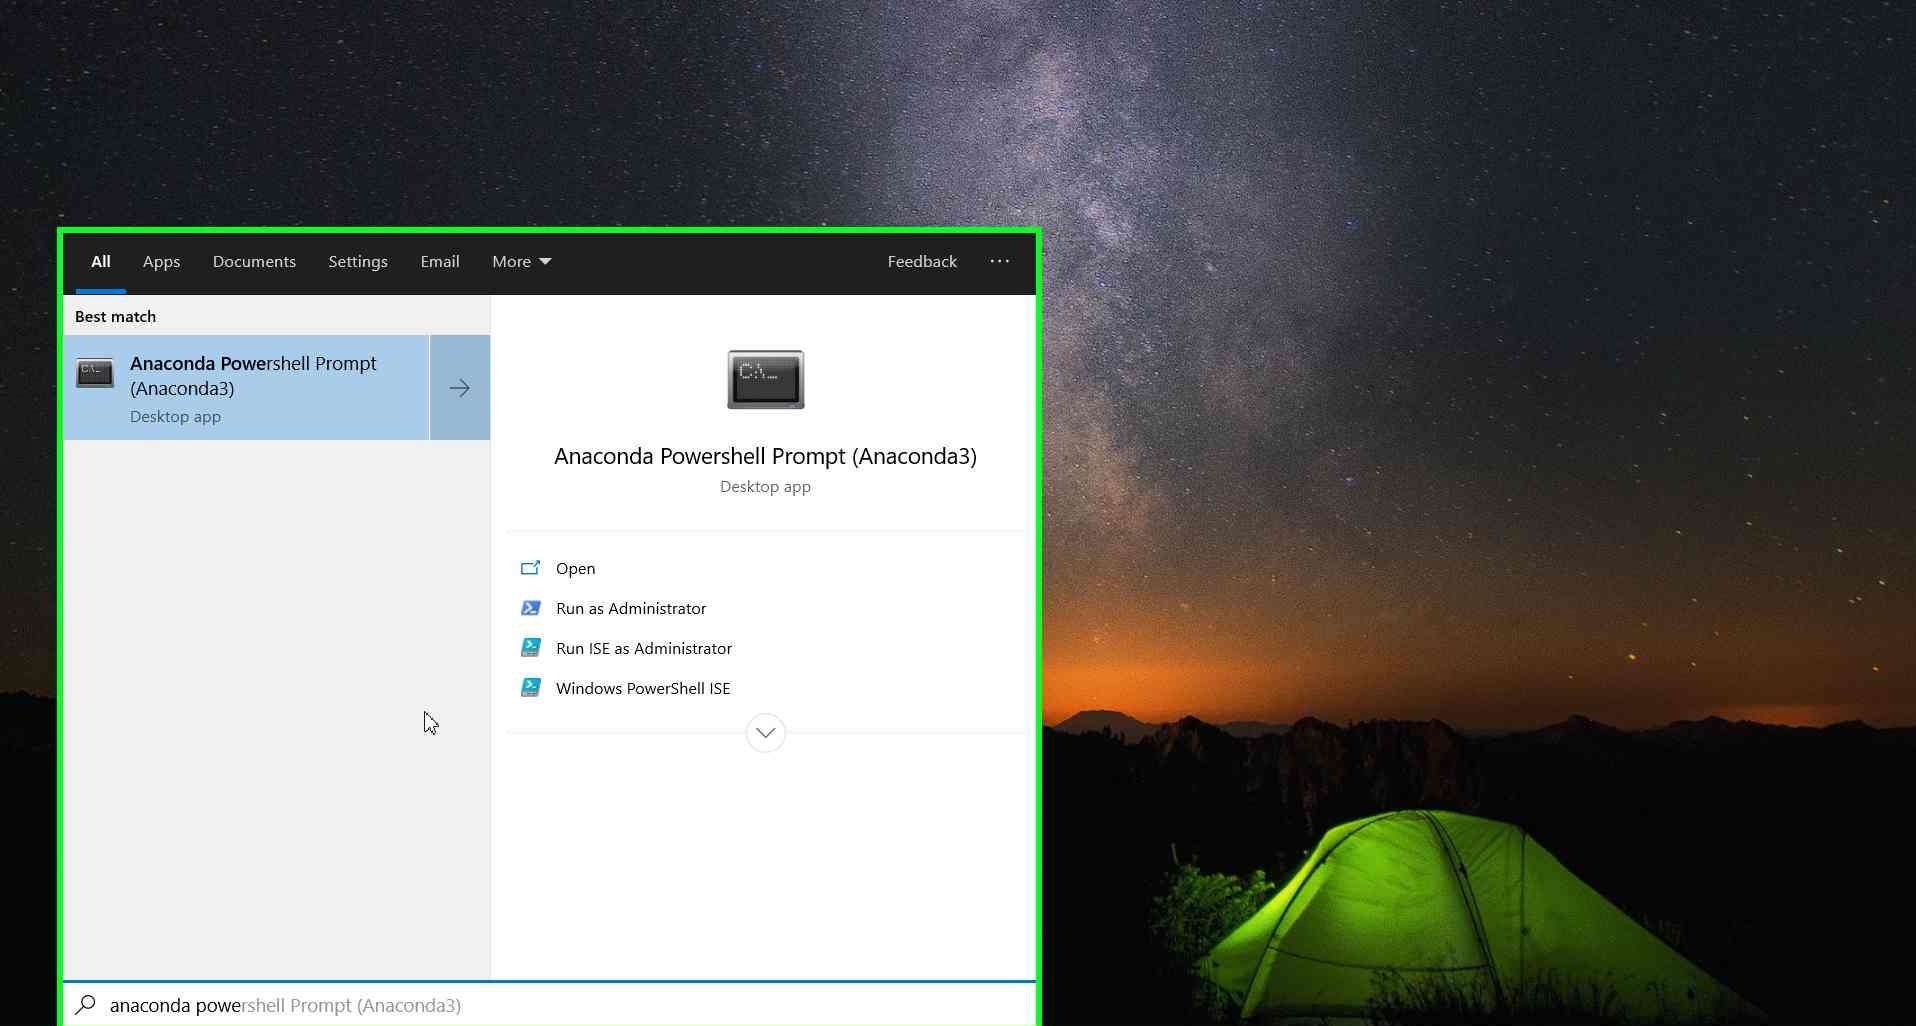 All Apps Documents Settings Email More Feedback ...
Best match
Anaconda Powershell Prompt
(Anaconda3)
Desktop app
C:\_
C:\_
Anaconda Powershell Prompt (Anaconda3)
Desktop app
Open
Run as Administrator
Run ISE as Administrator
Windows PowerShell ISE
anaconda powershell Prompt (Anaconda3)